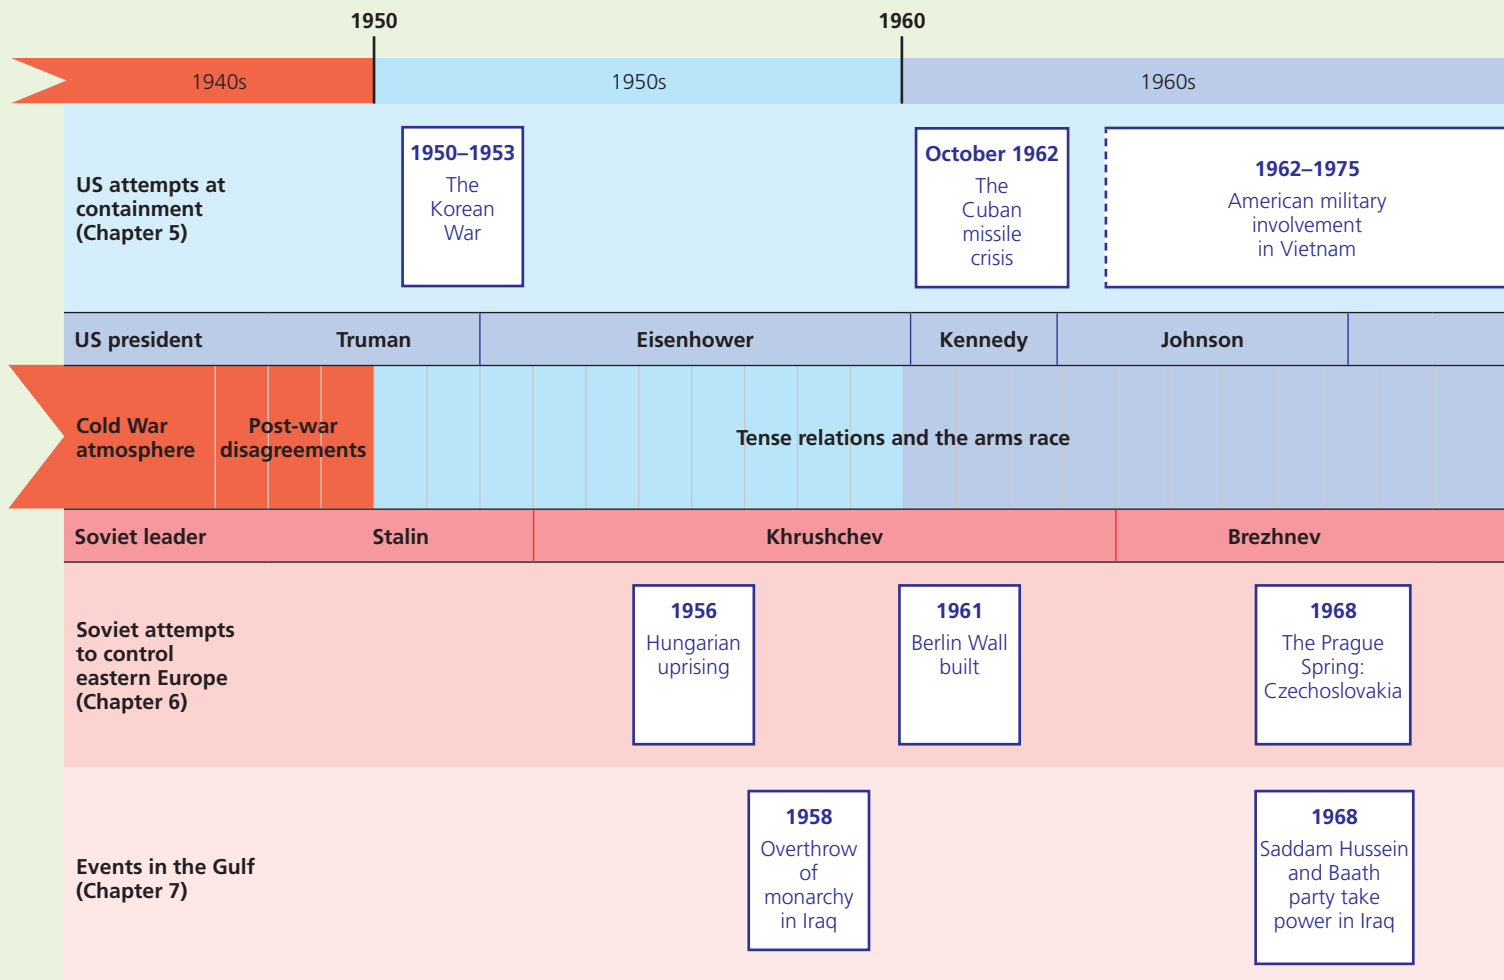 1950
1960
1940s
1950s
1960s
US attempts at
containment
(Chapter 5)
1950–1953
The
Korean
War
October 1962
The
Cuban
missile
crisis
1962–1975
American military
involvement
in Vietnam
US president
Truman
Eisenhower
Kennedy
Johnson
Cold War
atmosphere
Post-war
disagreements
Tense relations and the arms race
Soviet leader
Stalin
Khrushchev
Brezhnev
Soviet attempts
to control
eastern Europe
(Chapter 6)
1956
Hungarian
uprising
1961
Berlin Wall
built
1968
The Prague
Spring:
Czechoslovakia
Events in the Gulf
(Chapter 7)
1958
Overthrow
of
monarchy
in Iraq
1968
Saddam Hussein
and Baath
party take
power in Iraq